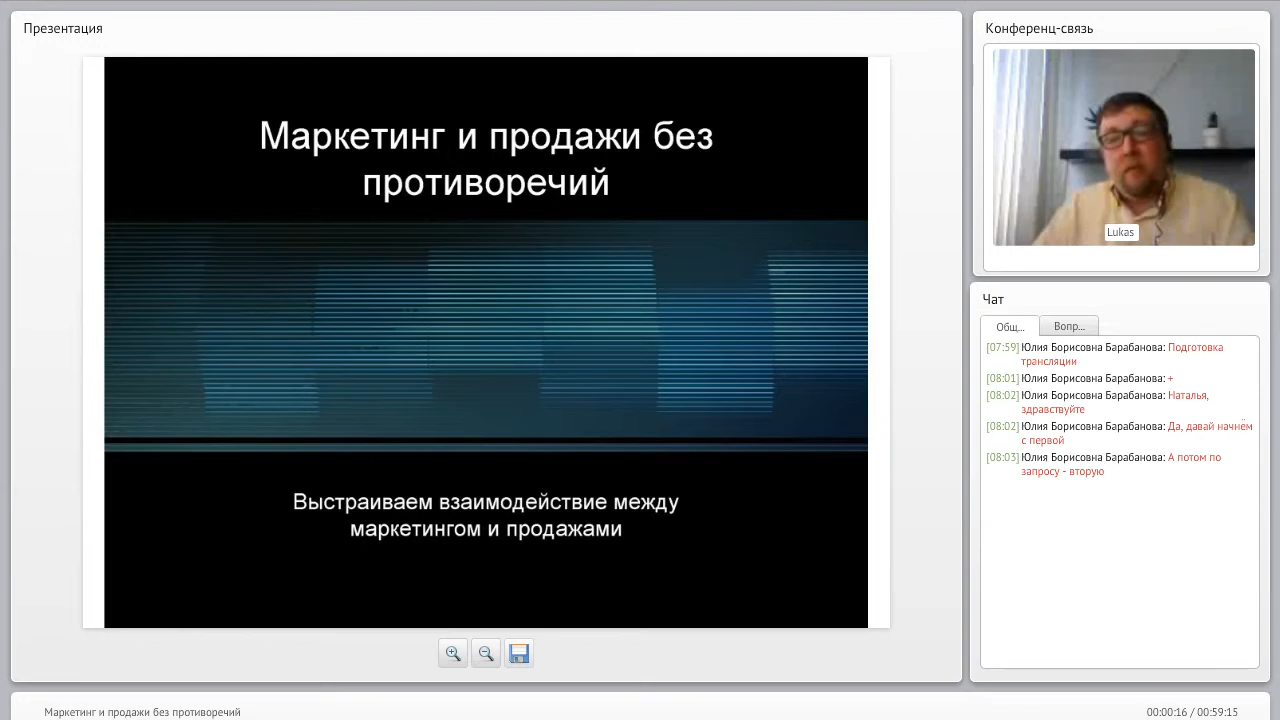 Презентация
Маркетинг и продажи без
противоречий
Выстраиваем взаимодействие между
маркетингом и продажами
Конференц-связь
Lukas
Чат
Общ...
Вопр...
[07:59] Юлия Борисовна Барабанова: Подготовка
трансляции
[08:01] Юлия Борисовна Барабанова: +
[08:02] Юлия Борисовна Барабанова: Наталья,
здравствуйте
[08:02] Юлия Борисовна Барабанова: Да, давай начнём
с первой
[08:03] Юлия Борисовна Барабанова: А потом по
запросу - вторую
Маркетинг и продажи без противоречий
00:00:16 / 00:59:15